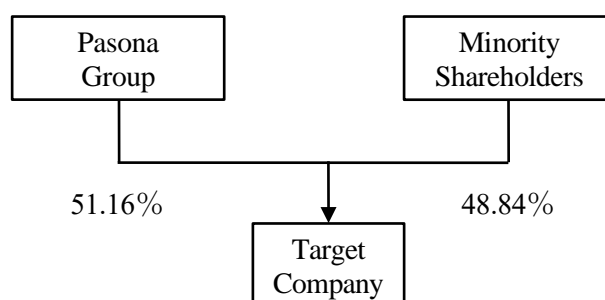 Pasona
Group
Minority
Shareholders
51.16%
48.84%
Target
Company